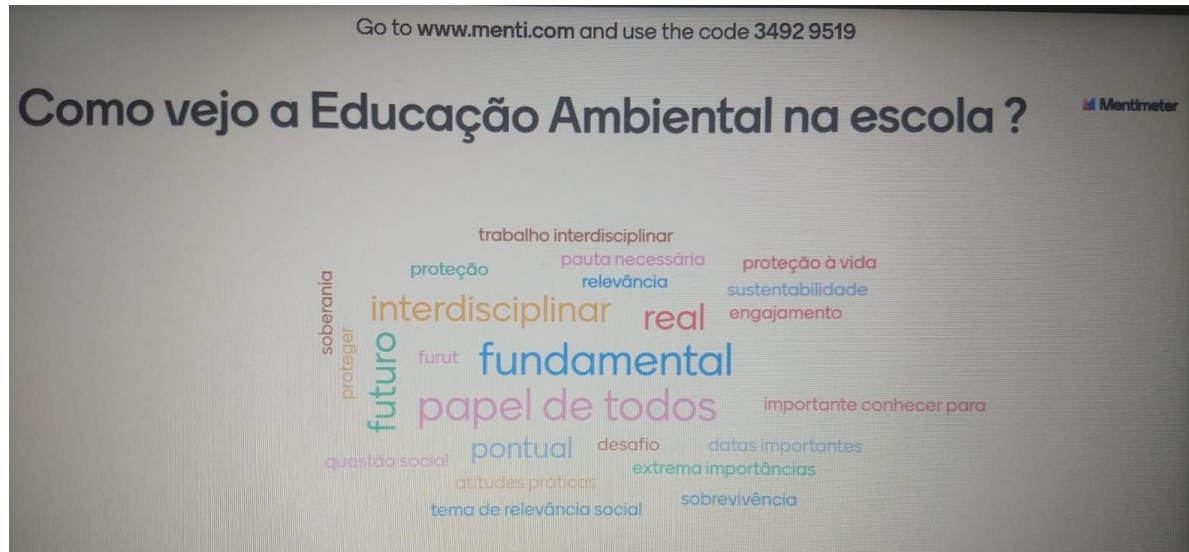 Go to www.menti.com and use the code 3492 9519
Como vejo a Educação Ambiental na escola ?
Mentimeter
trabalho interdisciplinar
proteção
pauta necessária
proteção à vida
relevância
sustentabilidade
soberania
interdisciplinar
real
engajamento
proteger
futuro
furut
fundamental
papel de todos
importante conhecer para
pontual
desafio
datas importantes
questão social
extrema importâncias
atitudes práticas
sobrevivência
tema de relevância social